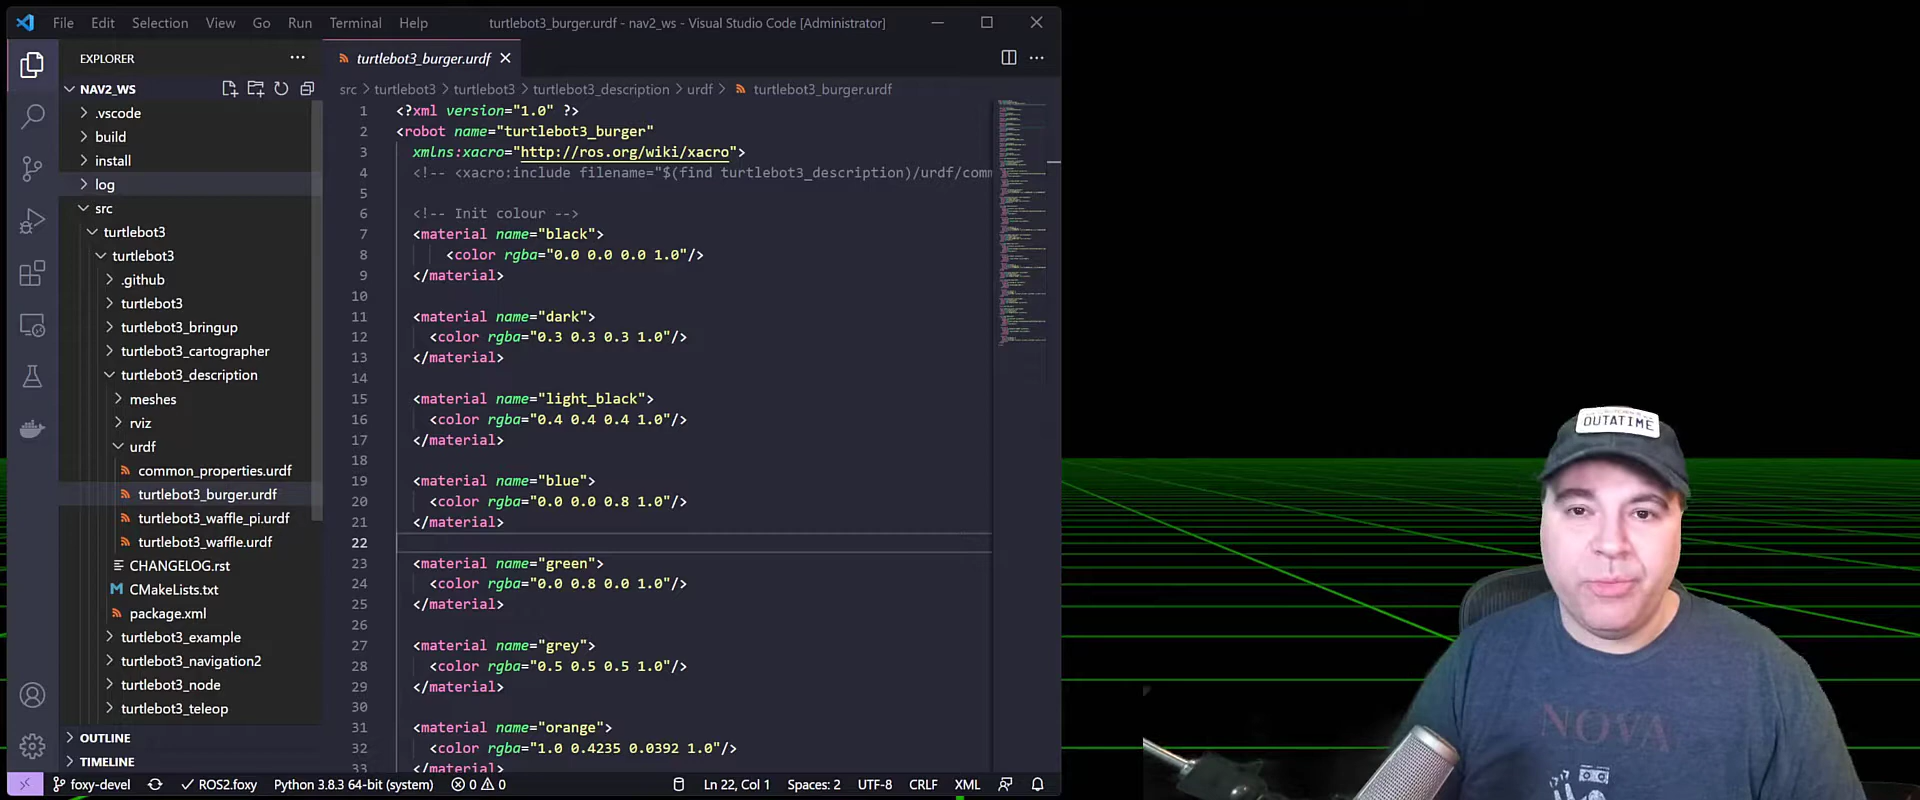 File Edit Selection View Go Run Terminal Help turtlebot3_burger.urdf - nav2_ws - Visual Studio Code [Administrator]
EXPLORER
NAV2_WS
.vscode
build
install
log
src
turtlebot3
turtlebot3
.github
turtlebot3
turtlebot3_bringup
turtlebot3_cartographer
turtlebot3_description
meshes
rviz
urdf
common_properties.urdf
turtlebot3_burger.urdf
turtlebot3_waffle_pi.urdf
turtlebot3_waffle.urdf
CHANGELOG.rst
CMakeLists.txt
package.xml
turtlebot3_example
turtlebot3_navigation2
turtlebot3_node
turtlebot3_teleop
OUTLINE
TIMELINE
turtlebot3_burger.urdf
src > turtlebot3 > turtlebot3 > turtlebot3_description > urdf > turtlebot3_burger.urdf
1 <?xml version="1.0" ?>
2 <robot name="turtlebot3_burger"
3 xmlns:xacro="http://ros.org/wiki/xacro">
4 <!-- <xacro:include filename="$(find turtlebot3_description)/urdf/comm
5
6 <!-- Init colour -->
7 <material name="black">
8 <color rgba="0.0 0.0 0.0 1.0"/>
9 </material>
10
11 <material name="dark">
12 <color rgba="0.3 0.3 0.3 1.0"/>
13 </material>
14
15 <material name="light_black">
16 <color rgba="0.4 0.4 0.4 1.0"/>
17 </material>
18
19 <material name="blue">
20 <color rgba="0.0 0.0 0.8 1.0"/>
21 </material>
22
23 <material name="green">
24 <color rgba="0.0 0.8 0.0 1.0"/>
25 </material>
26
27 <material name="grey">
28 <color rgba="0.5 0.5 0.5 1.0"/>
29 </material>
30
31 <material name="orange">
32 <color rgba="1.0 0.4235 0.0392 1.0"/>
33 </material>
foxy-devel ROS2.foxy Python 3.8.3 64-bit (system) 0 0 Ln 22, Col 1 Spaces: 2 UTF-8 CRLF XML
OUTATIME
NOVA